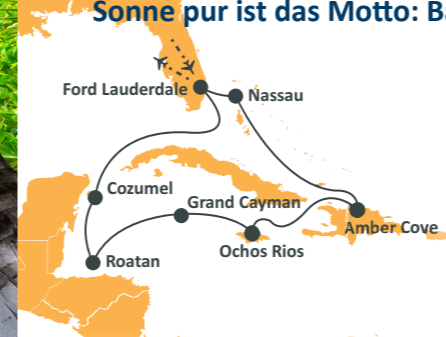 Sonne pur ist das Motto: B
Ford Lauderdale
Nassau
Cozumel
Grand Cayman
Amber Cove
Ochos Rios
Roatan